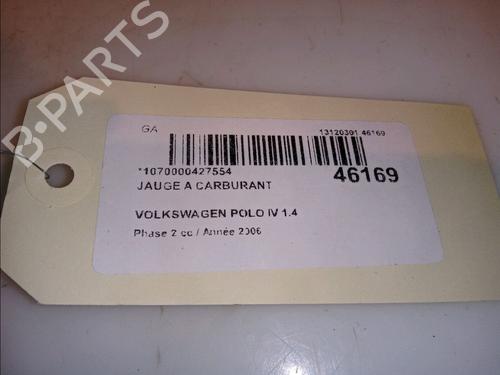 B-PARTS
GA
13120391 46169
*1070000427554
46169
JAUGE A CARBURANT
VOLKSWAGEN POLO IV 1.4
Phase 2 cc / Année 2006